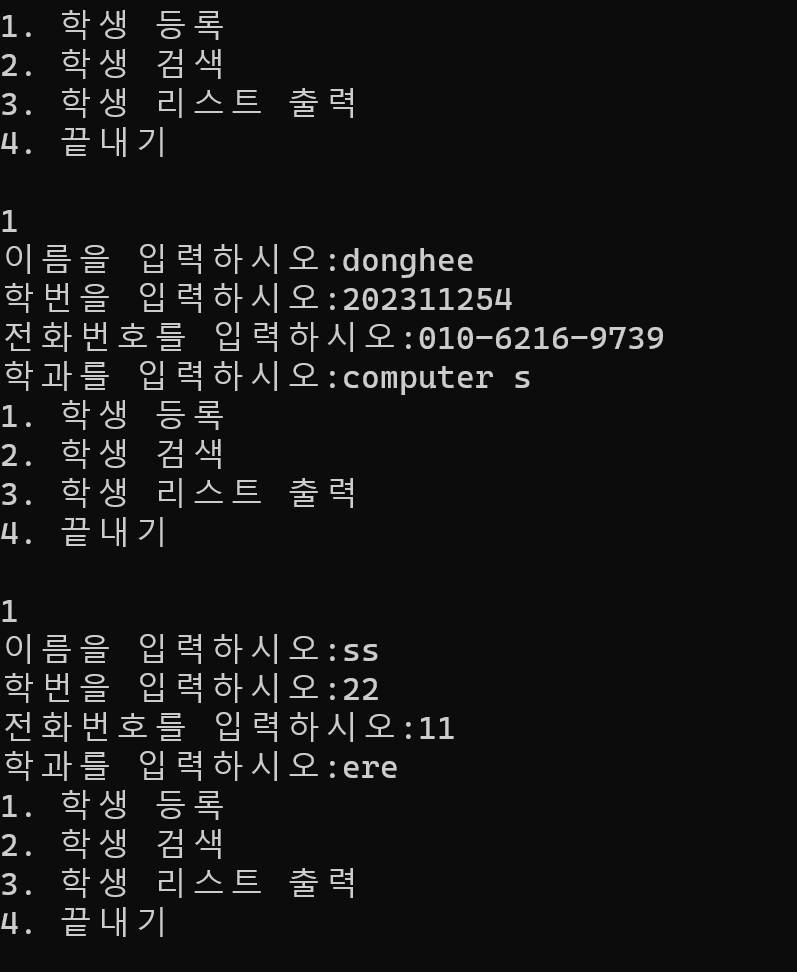 1. 학생 등록
2. 학생 검색
3. 학생 리스트 출력
4. 끝내기
1
이름을 입력하시오:donghee
학번을 입력하시오:202311254
전화번호를 입력하시오:010-6216-9739
학과를 입력하시오:computer s
1. 학생 등록
2. 학생 검색
3. 학생 리스트 출력
4. 끝내기
1
이름을 입력하시오:ss
학번을 입력하시오:22
전화번호를 입력하시오:11
학과를 입력하시오:ere
1. 학생 등록
2. 학생 검색
3. 학생 리스트 출력
4. 끝내기